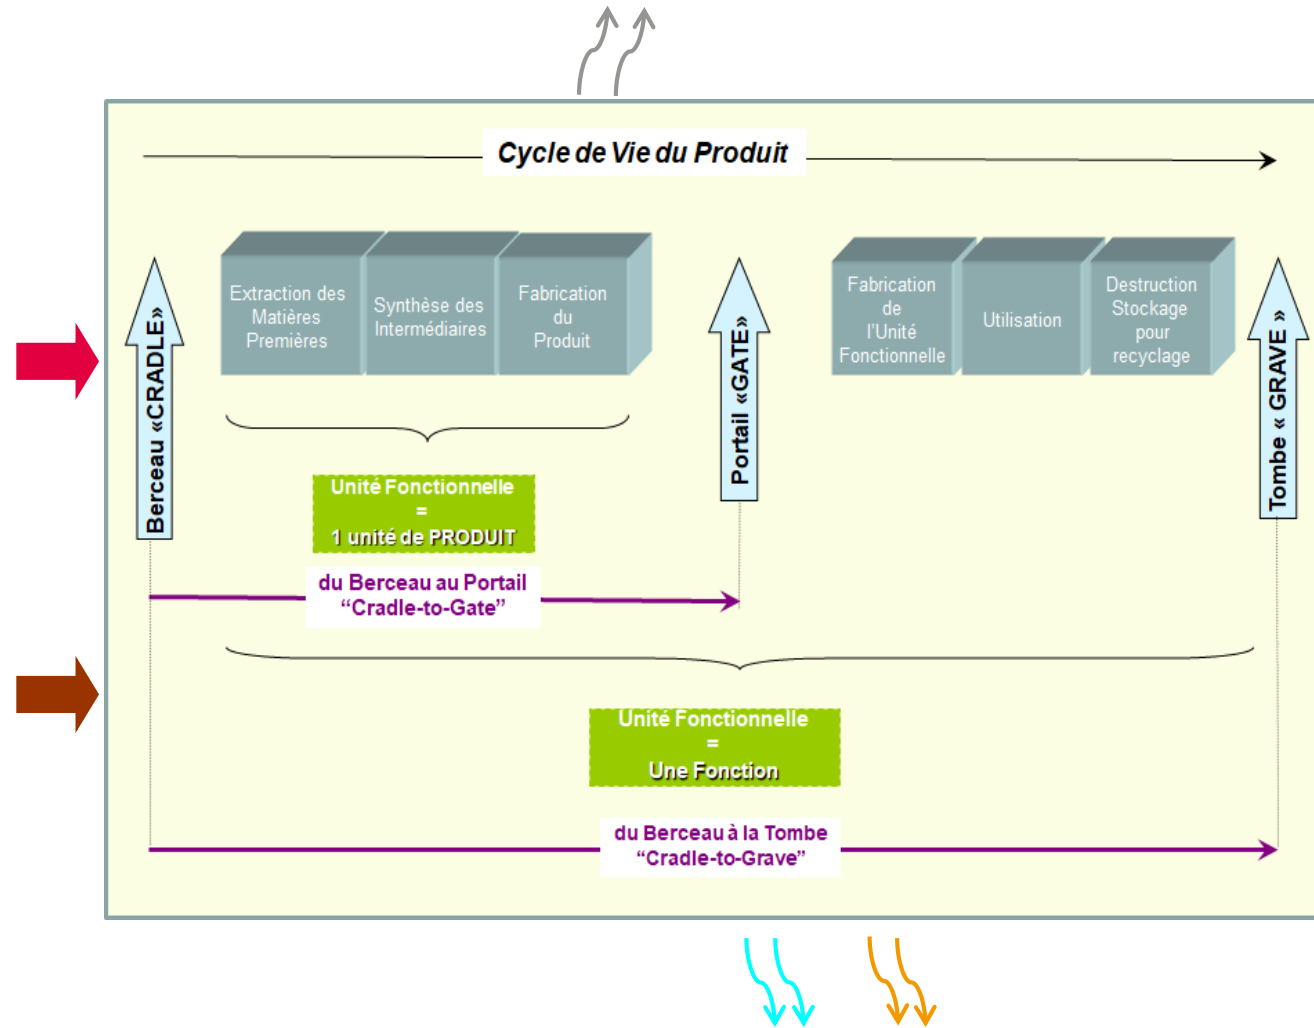 Cycle de Vie du Produit
Berceau «CRADLE»
Extraction des
Matières
Premières
Synthèse des
Intermédiaires
Fabrication
du
Produit
Portail «GATE»
Fabrication
de
l'Unité
Fonctionnelle
Utilisation
Destruction
Stockage
pour
recyclage
Tombe « GRAVE »
Unité Fonctionnelle
=
1 unité de PRODUIT
du Berceau au Portail
“Cradle-to-Gate”
Unité Fonctionnelle
=
Une Fonction
du Berceau à la Tombe
“Cradle-to-Grave”